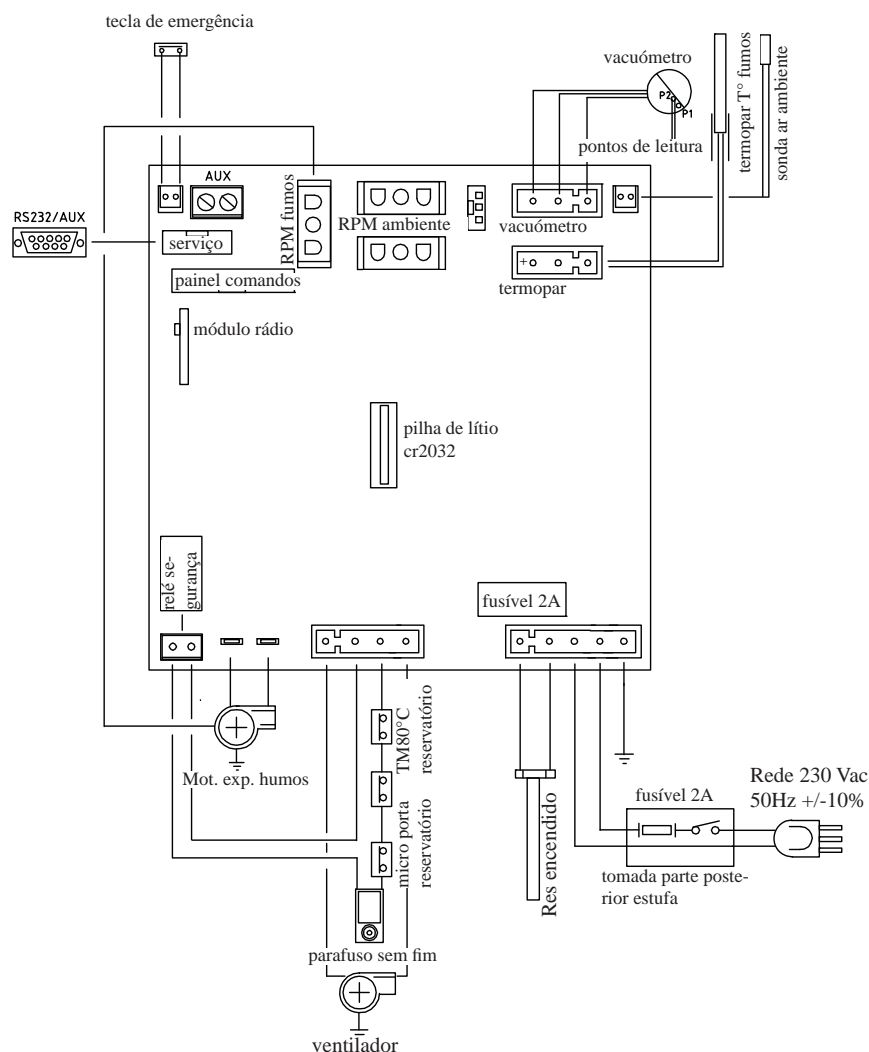 tecla de emergência
vacuómetro
P2
P1
pontos de leitura
termopar T° fumos
sonda ar ambiente
AUX
RS232/AUX
serviço
RPM fumos
RPM ambiente
vacuómetro
painel comandos
+
termopar
módulo rádio
pilha de lítio
cr2032
relé se-
gurança
fusível 2A
TM80°C
reservatório
Mot. exp. humos
micro porta
reservatório
Res encendido
fusível 2A
Rede 230 Vac
50Hz +/-10%
tomada parte poste-
rior estufa
parafuso sem fim
ventilador